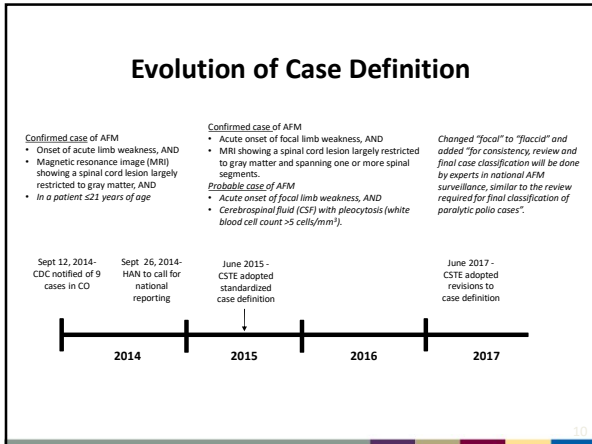 Evolution of Case Definition
Confirmed case of AFM
• Onset of acute limb weakness, AND
• Magnetic resonance image (MRI)
showing a spinal cord lesion largely
restricted to gray matter, AND
• In a patient ≤21 years of age
Confirmed case of AFM
• Acute onset of focal limb weakness, AND
• MRI showing a spinal cord lesion largely restricted
to gray matter and spanning one or more spinal
segments.
Probable case of AFM
• Acute onset of focal limb weakness, AND
• Cerebrospinal fluid (CSF) with pleocytosis (white
blood cell count >5 cells/mm³).
Changed “focal” to “flaccid” and
added “for consistency, review and
final case classification will be done
by experts in national AFM
surveillance, similar to the review
required for final classification of
paralytic polio cases”.
Sept 12, 2014-
CDC notified of 9
cases in CO
Sept 26, 2014-
HAN to call for
national
reporting
June 2015 -
CSTE adopted
standardized
case definition
June 2017 -
CSTE adopted
revisions to
case definition
2014
2015
2016
2017
10